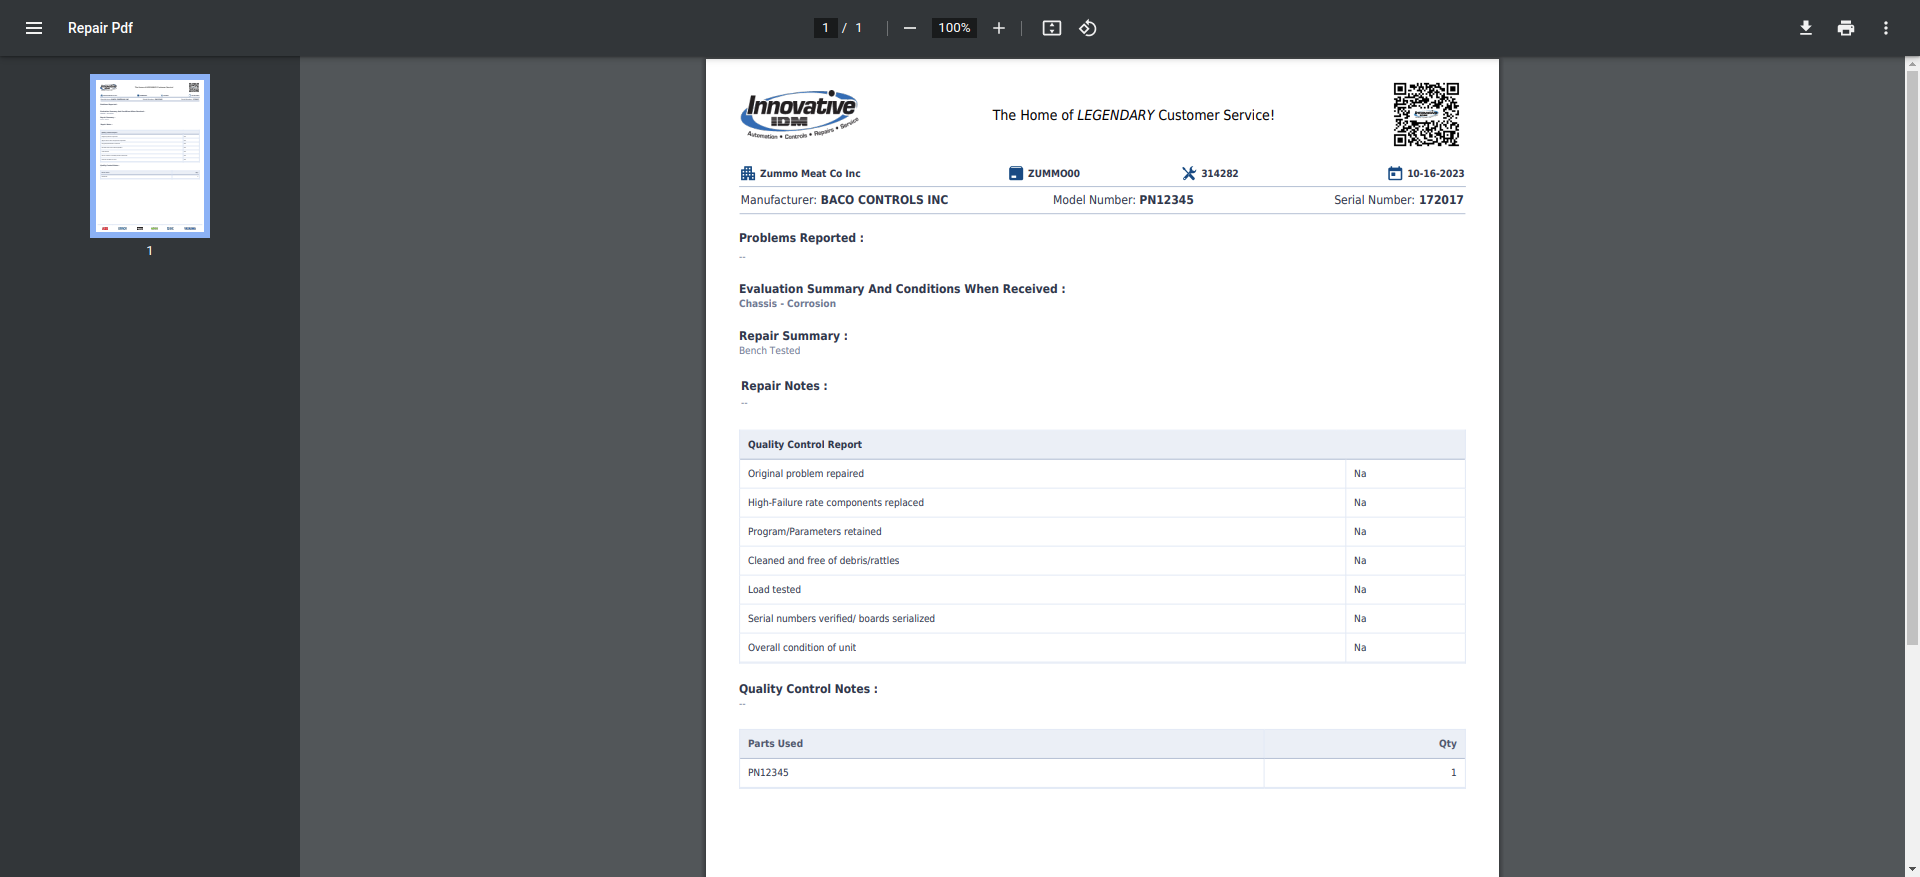 Repair Pdf
1 / 1
100%
1
Innovative
IDM
Automation • Controls • Repairs • Service
The Home of LEGENDARY Customer Service!
Zummo Meat Co Inc
ZUMMO00
314282
10-16-2023
Manufacturer: BACO CONTROLS INC
Model Number: PN12345
Serial Number: 172017
Problems Reported :
--
Evaluation Summary And Conditions When Received :
Chassis - Corrosion
Repair Summary :
Bench Tested
Repair Notes :
--
Quality Control Report
Original problem repaired Na
High-Failure rate components replaced Na
Program/Parameters retained Na
Cleaned and free of debris/rattles Na
Load tested Na
Serial numbers verified/ boards serialized Na
Overall condition of unit Na
Quality Control Notes :
--
Parts Used Qty
PN12345 1